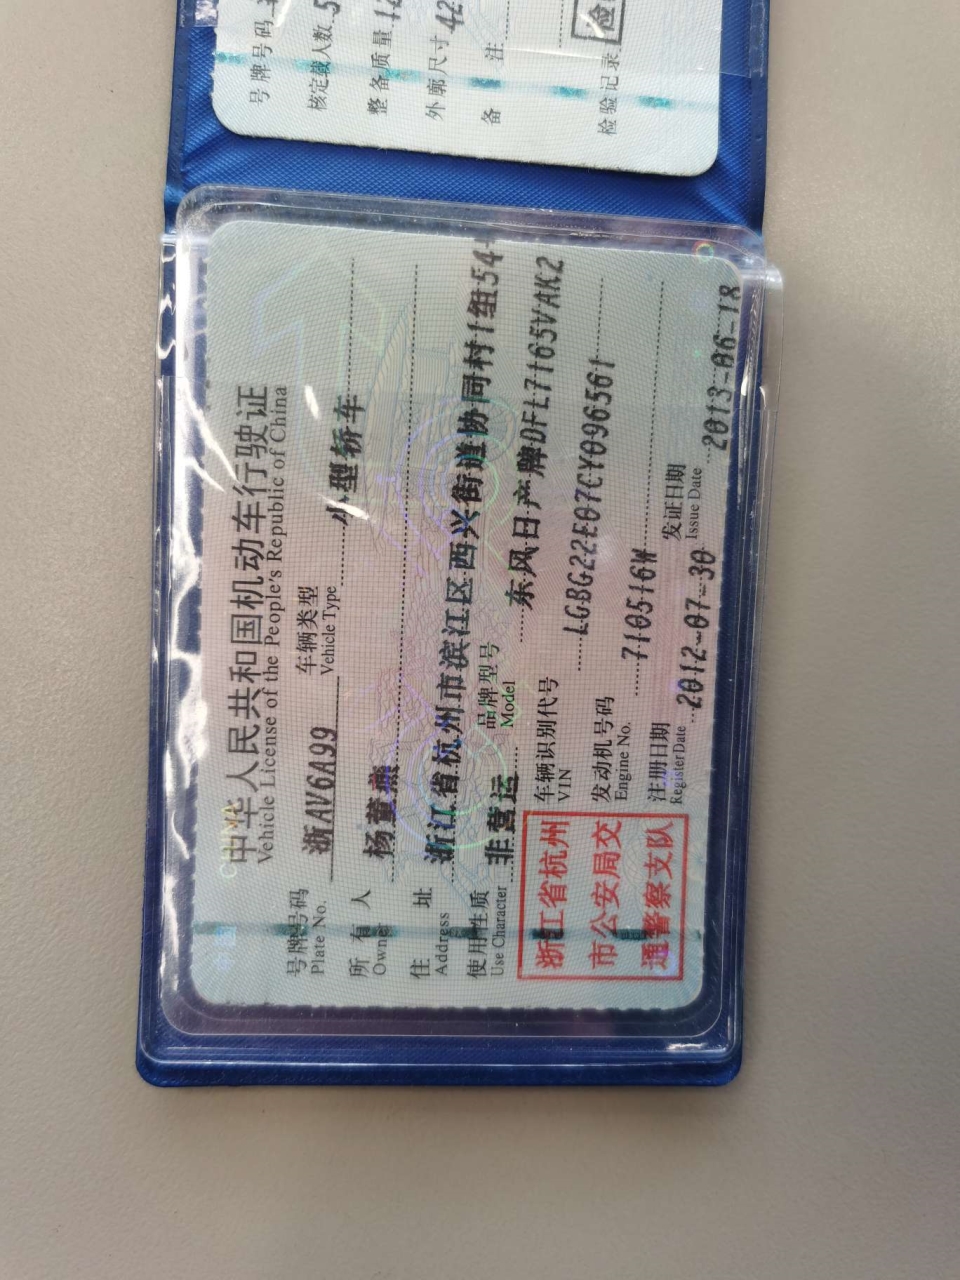 号牌号码
核定载人数 5
整备质量 12
外廓尺寸 42
备 注
检验记录 检
中华人民共和国机动车行驶证
Vehicle License of the People's Republic of China
号牌号码 浙AV6A99 车辆类型 小型轿车
Plate No. Vehicle Type
所有人 杨董燕
Owner
住址 浙江省杭州市滨江区西兴街道协同村1组54
Address
使用性质 非营运 品牌型号 东风日产牌DFL7165VAK2
Use Character Model
车辆识别代号 LGBG22E07CY096561
VIN
发动机号码 710516W
Engine No.
注册日期 2012-07-30 发证日期 2013-06-18
Register Date Issue Date
浙江省杭州
市公安局交
通警察支队